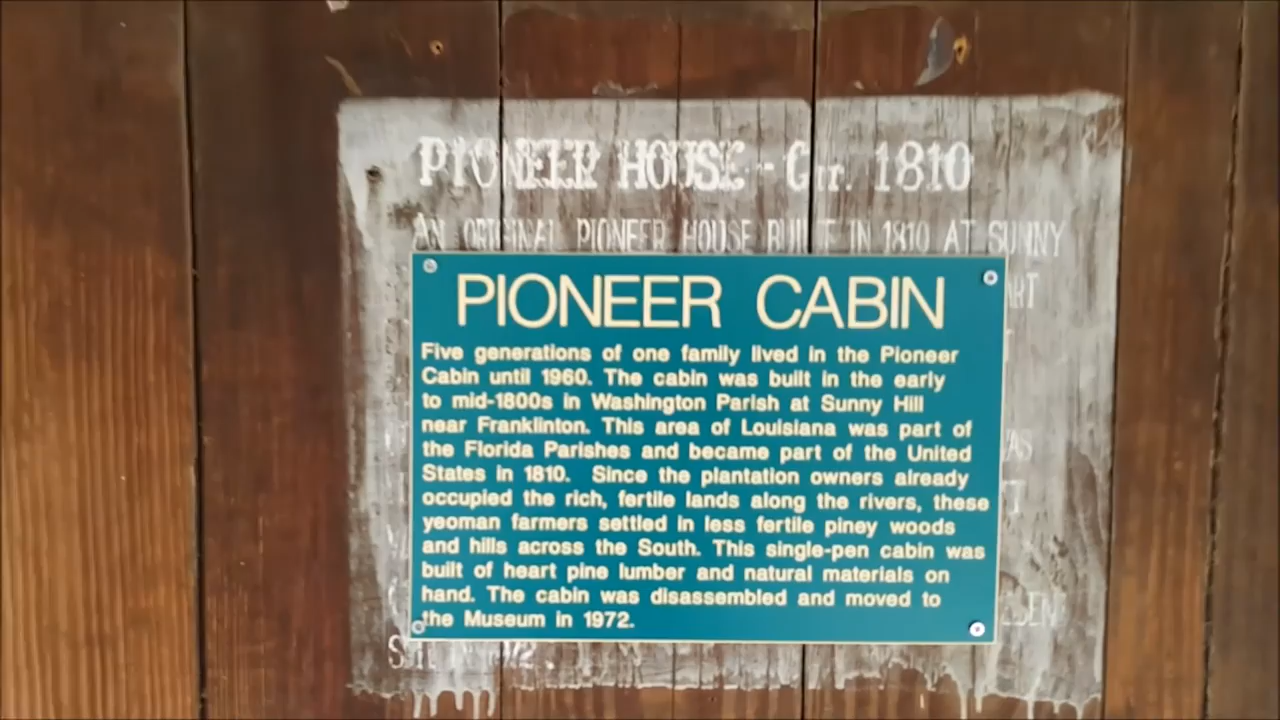 PIONEER HOUSE - Cir. 1810
AN ORIGINAL PIONEER HOUSE BUILT IN 1810 AT SUNNY
PIONEER CABIN
Five generations of one family lived in the Pioneer
Cabin until 1960. The cabin was built in the early
to mid-1800s in Washington Parish at Sunny Hill
near Franklinton. This area of Louisiana was part of
the Florida Parishes and became part of the United
States in 1810. Since the plantation owners already
occupied the rich, fertile lands along the rivers, these
yeoman farmers settled in less fertile piney woods
and hills across the South. This single-pen cabin was
built of heart pine lumber and natural materials on
hand. The cabin was disassembled and moved to
the Museum in 1972.